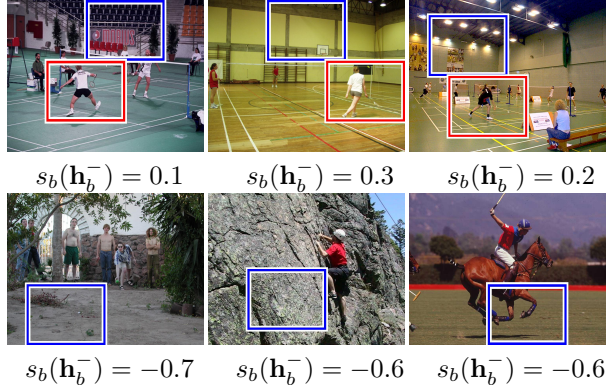 s_b(h_b^-) = 0.1 s_b(h_b^-) = 0.3 s_b(h_b^-) = 0.2
s_b(h_b^-) = −0.7 s_b(h_b^-) = −0.6 s_b(h_b^-) = −0.6